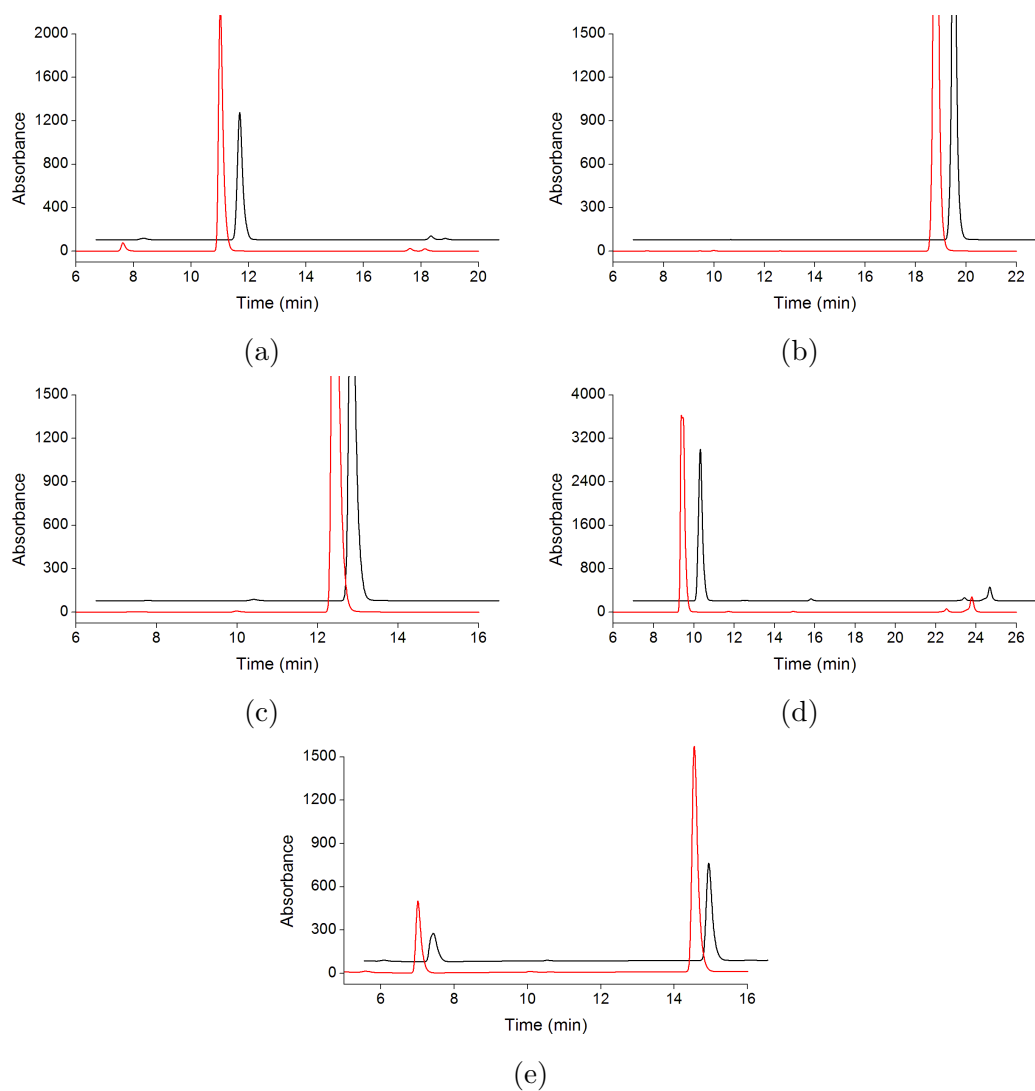 2000
1600
1200
800
400
0
Absorbance
6 8 10 12 14 16 18 20
Time (min)
(a)
1500
1200
900
600
300
0
Absorbance
6 8 10 12 14 16 18 20 22
Time (min)
(b)
1500
1200
900
600
300
0
Absorbance
6 8 10 12 14 16
Time (min)
(c)
4000
3200
2400
1600
800
0
Absorbance
6 8 10 12 14 16 18 20 22 24 26
Time (min)
(d)
1500
1200
900
600
300
0
Absorbance
6 8 10 12 14 16
Time (min)
(e)